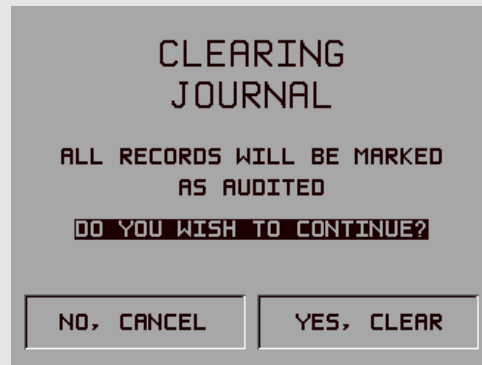 CLEARING
JOURNAL
ALL RECORDS WILL BE MARKED
AS AUDITED
DO YOU WISH TO CONTINUE?
NO, CANCEL
YES, CLEAR